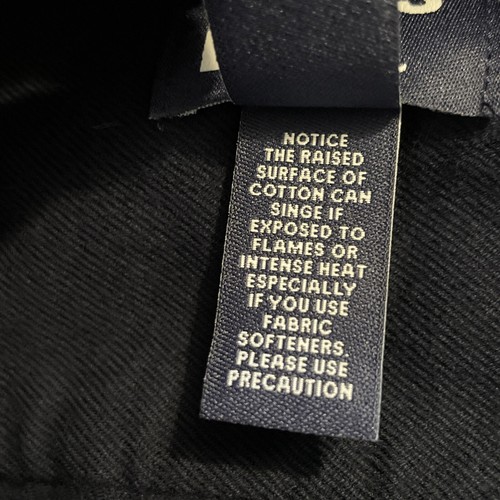 NOTICE
THE RAISED
SURFACE OF
COTTON CAN
SINGE IF
EXPOSED TO
FLAMES OR
INTENSE HEAT
ESPECIALLY
IF YOU USE
FABRIC
SOFTENERS.
PLEASE USE
PRECAUTION